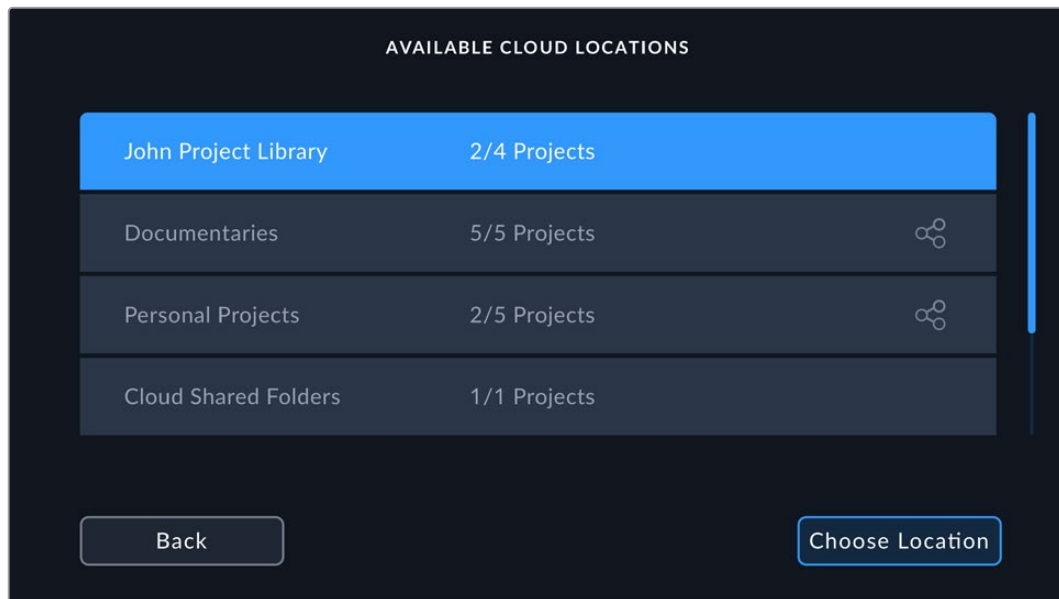 AVAILABLE CLOUD LOCATIONS
John Project Library 2/4 Projects
Documentaries 5/5 Projects
Personal Projects 2/5 Projects
Cloud Shared Folders 1/1 Projects
Back Choose Location